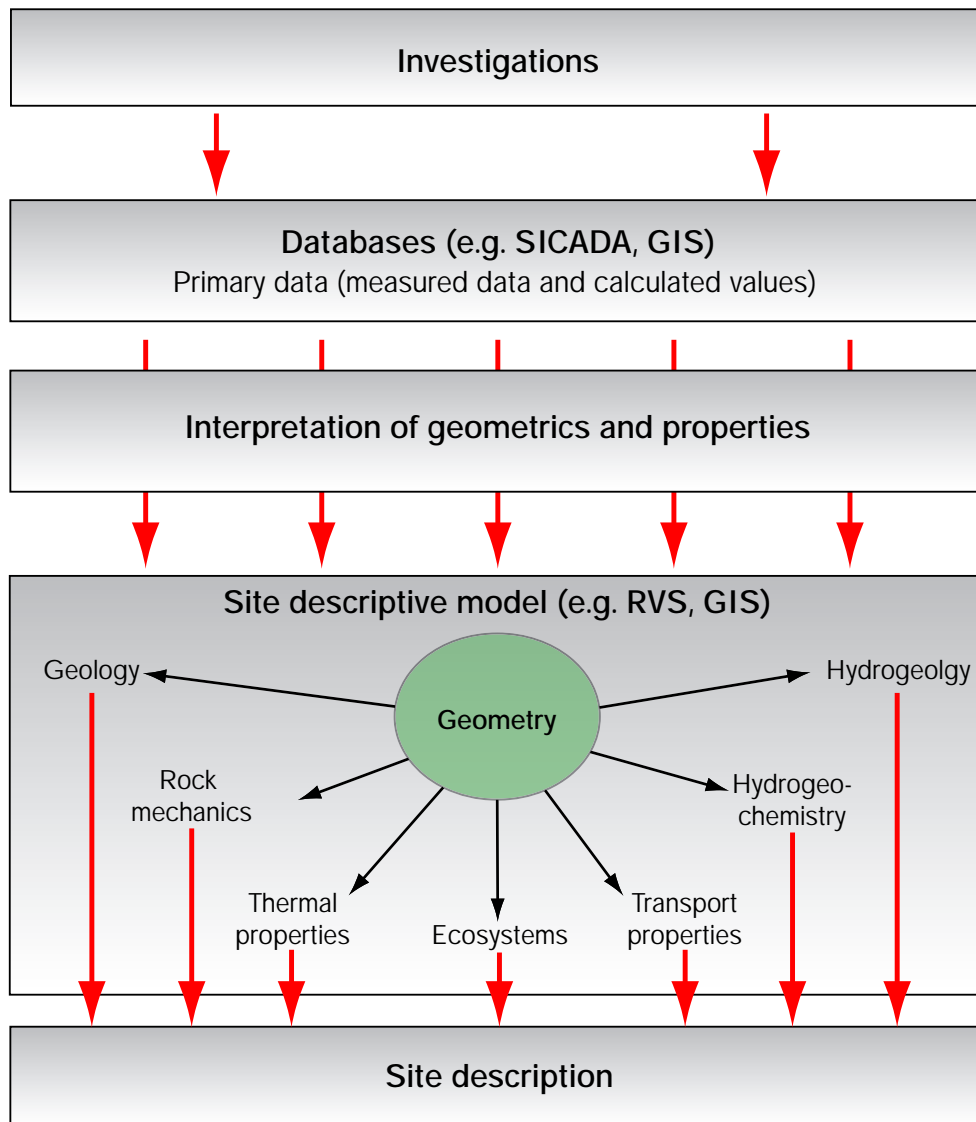 Investigations
Databases (e.g. SICADA, GIS)
Primary data (measured data and calculated values)
Interpretation of geometrics and properties
Site descriptive model (e.g. RVS, GIS)
Geology
Hydrogeolgy
Geometry
Rock
mechanics
Hydrogeo-
chemistry
Thermal
properties
Ecosystems
Transport
properties
Site description